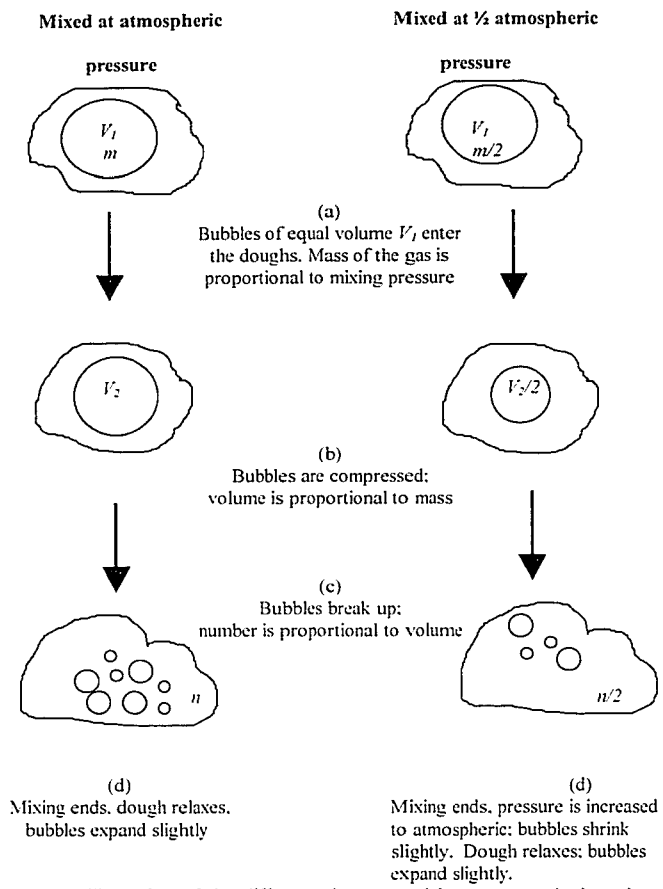 Mixed at atmospheric
pressure
Mixed at ½ atmospheric
pressure
V₁
m
V₁
m/2
(a)
Bubbles of equal volume V₁ enter
the doughs. Mass of the gas is
proportional to mixing pressure
V₂
V₂/2
(b)
Bubbles are compressed;
volume is proportional to mass
(c)
Bubbles break up;
number is proportional to volume
n
n/2
(d)
Mixing ends, dough relaxes,
bubbles expand slightly
(d)
Mixing ends, pressure is increased
to atmospheric; bubbles shrink
slightly. Dough relaxes; bubbles
expand slightly.